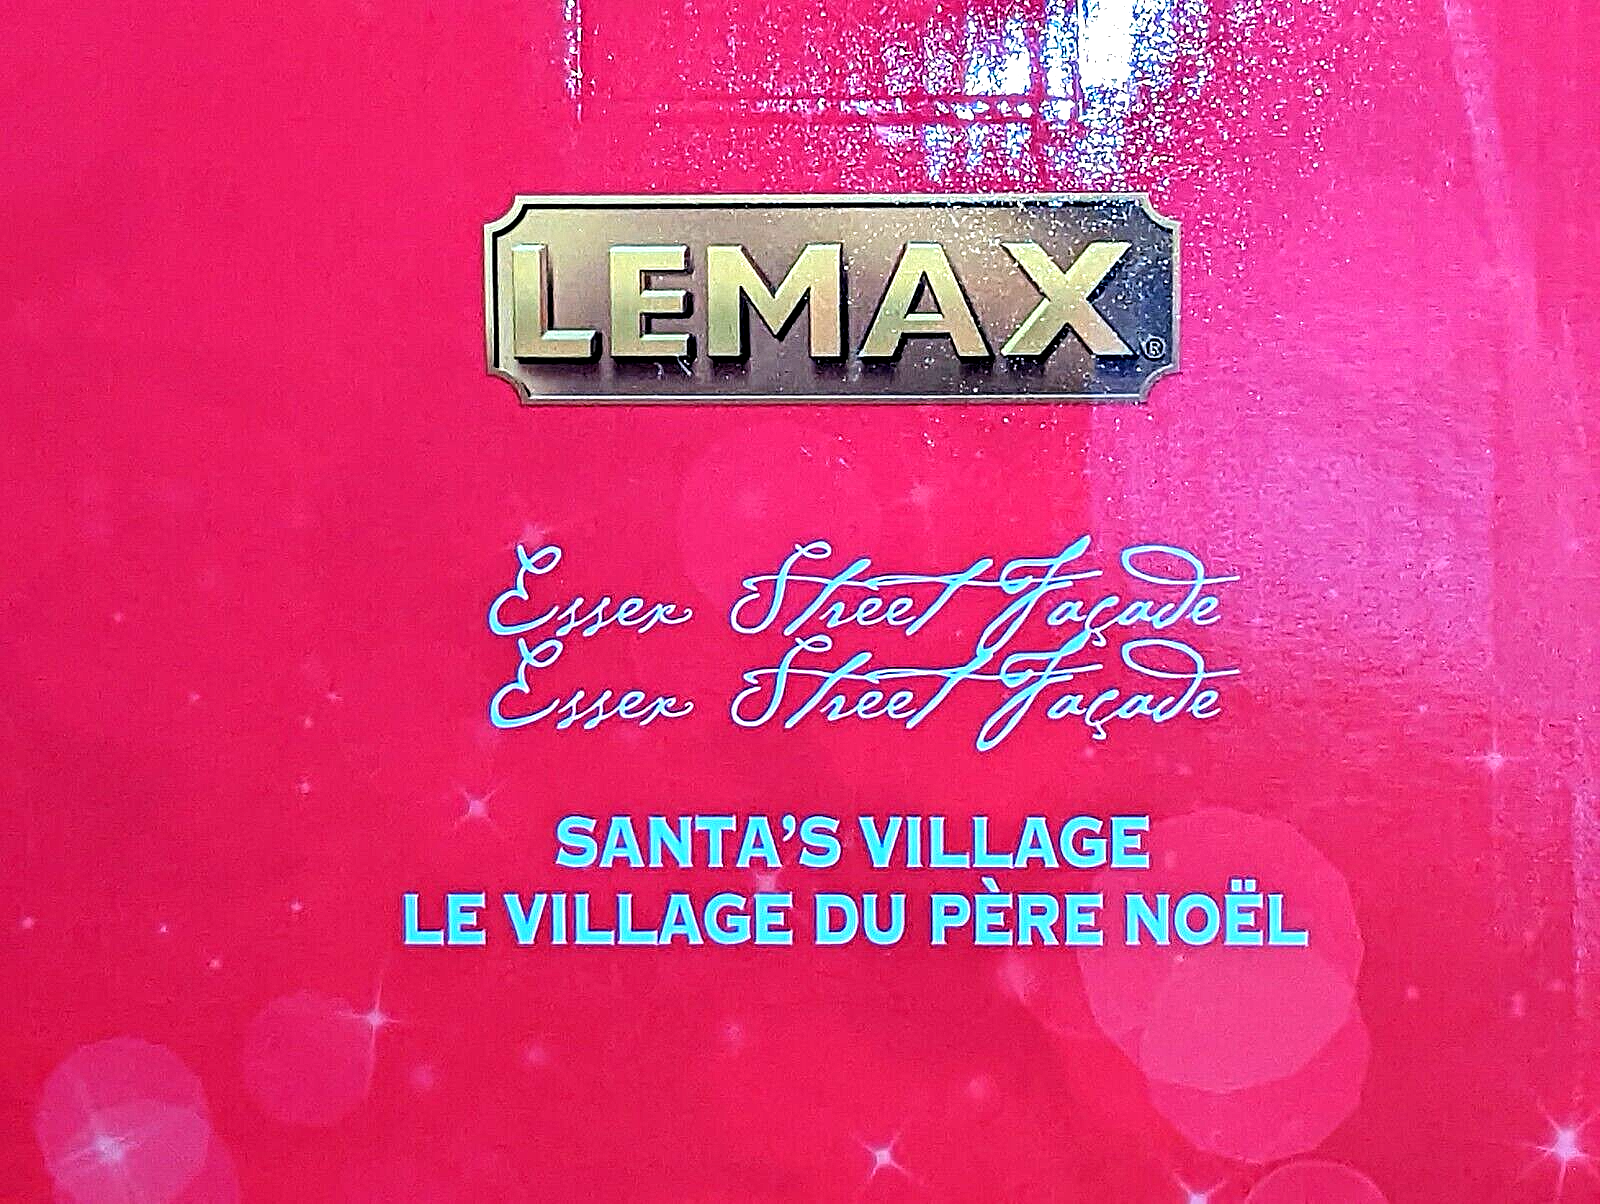 LEMAX®
Essex Street Façade
Essex Street Façade
SANTA'S VILLAGE
LE VILLAGE DU PÈRE NOËL